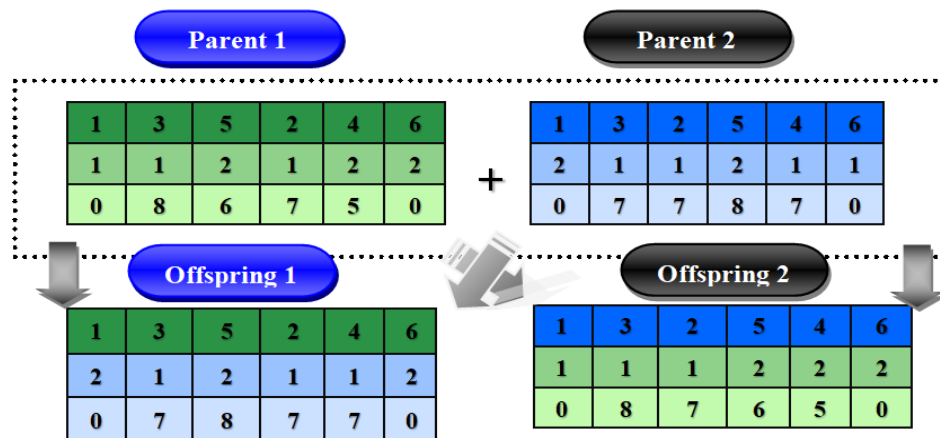 Parent 1 Parent 2
1 3 5 2 4 6
1 1 2 1 2 2
0 8 6 7 5 0
+
1 3 2 5 4 6
2 1 1 2 1 1
0 7 7 8 7 0
Offspring 1 Offspring 2
1 3 5 2 4 6
2 1 2 1 1 2
0 7 8 7 7 0
1 3 2 5 4 6
1 1 1 2 2 2
0 8 7 6 5 0